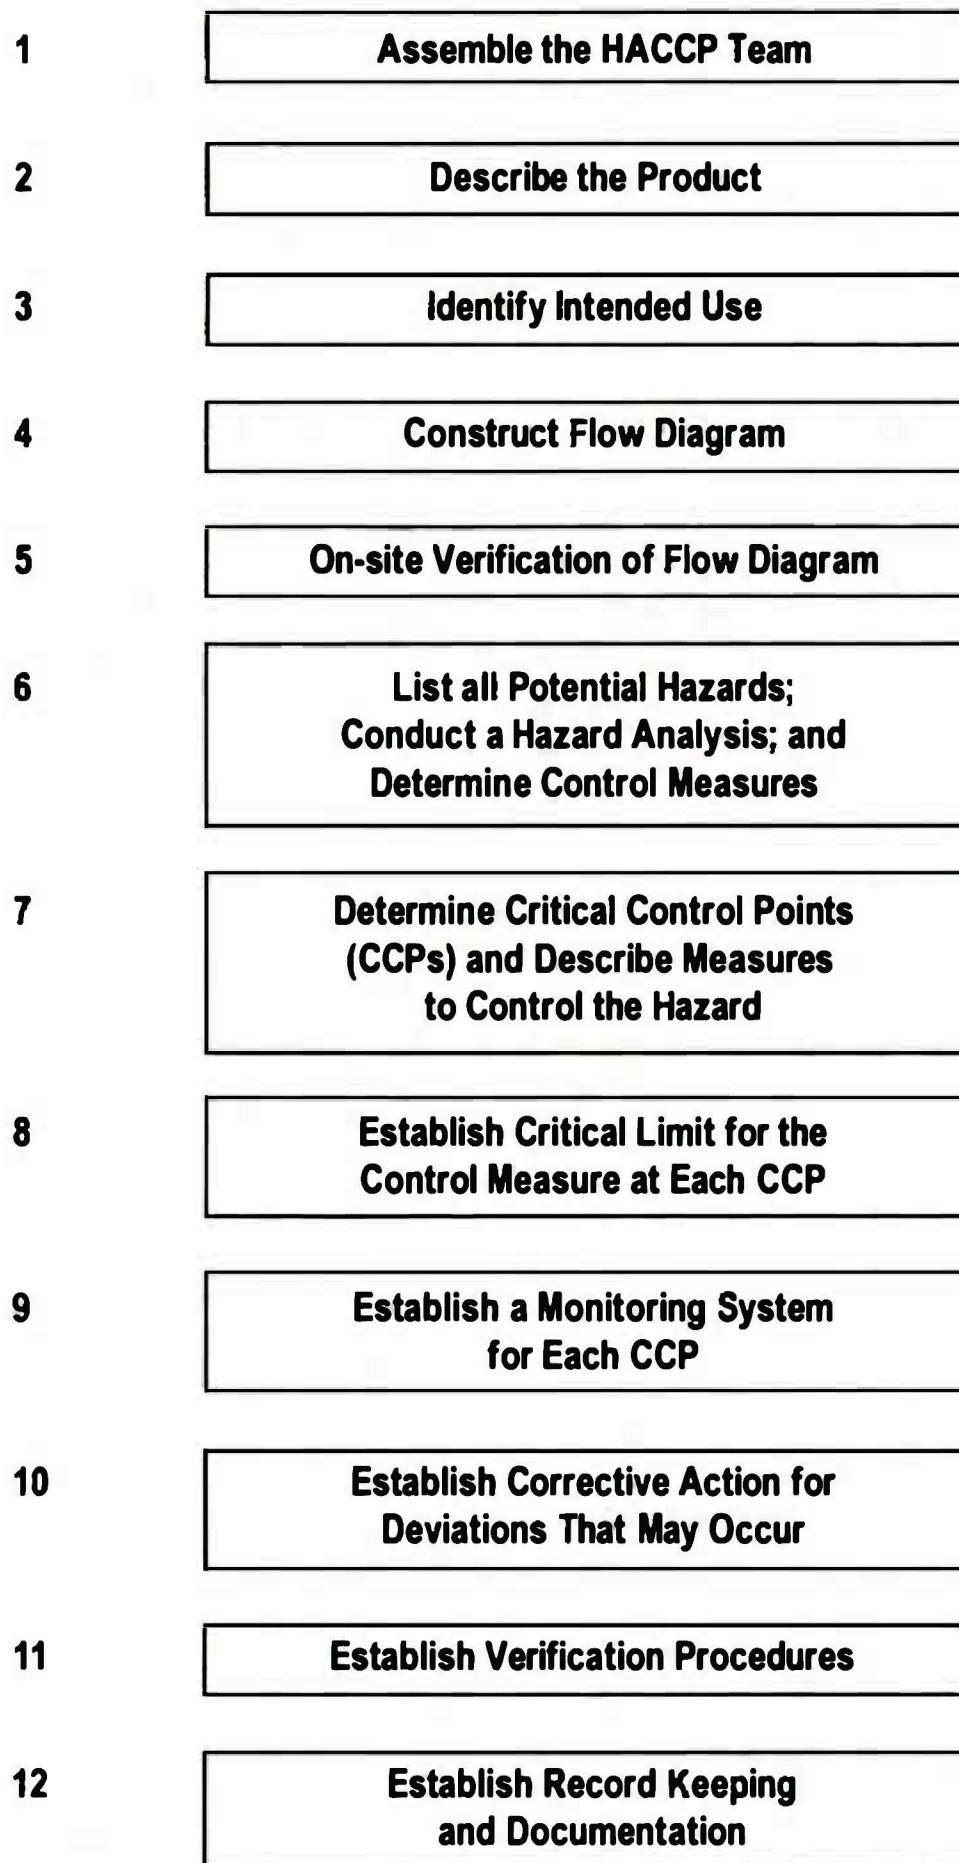 1 Assemble the HACCP Team
2 Describe the Product
3 Identify Intended Use
4 Construct Flow Diagram
5 On-site Verification of Flow Diagram
6 List all Potential Hazards;
Conduct a Hazard Analysis; and
Determine Control Measures
7 Determine Critical Control Points
(CCPs) and Describe Measures
to Control the Hazard
8 Establish Critical Limit for the
Control Measure at Each CCP
9 Establish a Monitoring System
for Each CCP
10 Establish Corrective Action for
Deviations That May Occur
11 Establish Verification Procedures
12 Establish Record Keeping
and Documentation